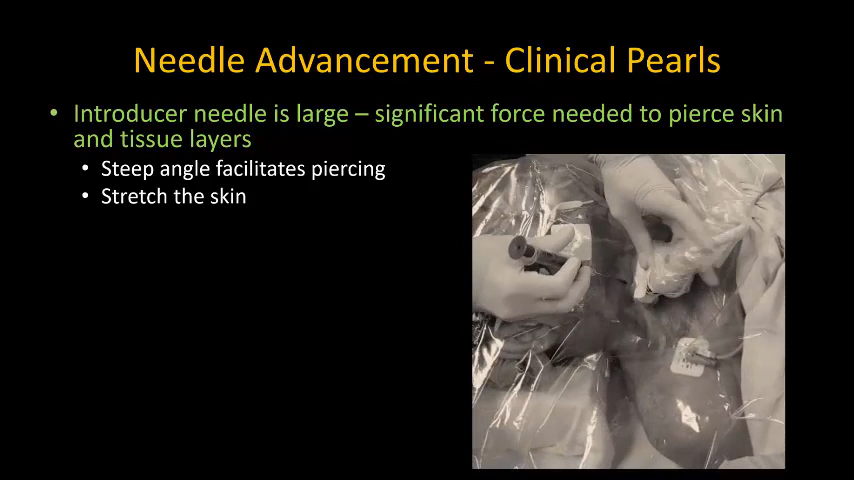 Needle Advancement - Clinical Pearls
• Introducer needle is large – significant force needed to pierce skin
and tissue layers
• Steep angle facilitates piercing
• Stretch the skin